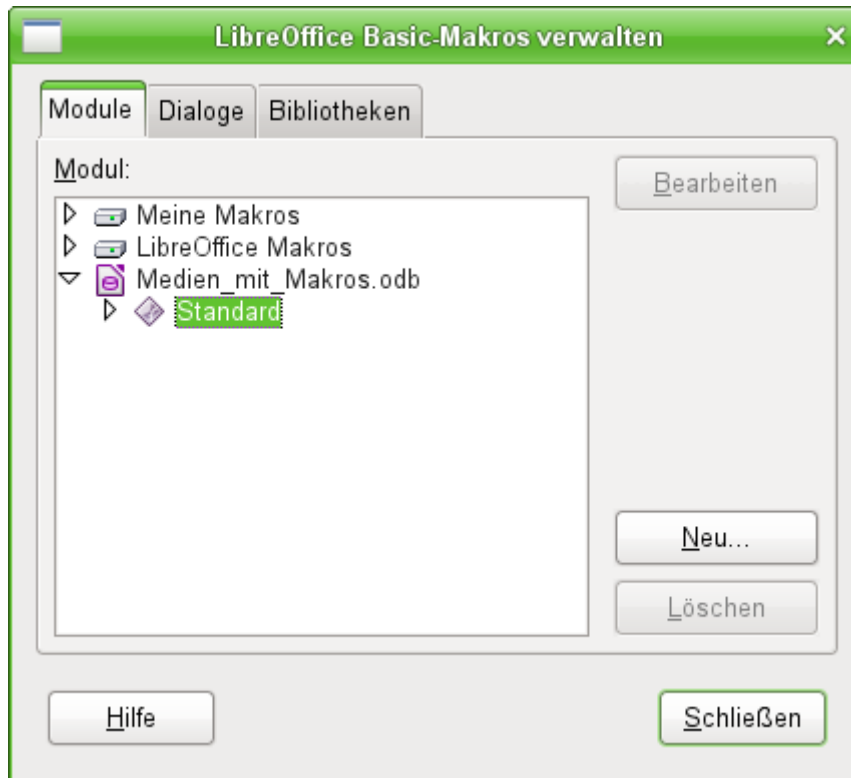 LibreOffice Basic-Makros verwalten
Module Dialoge Bibliotheken
Modul:
Bearbeiten
Meine Makros
LibreOffice Makros
Medien_mit_Makros.odb
Standard
Neu...
Löschen
Hilfe
Schließen